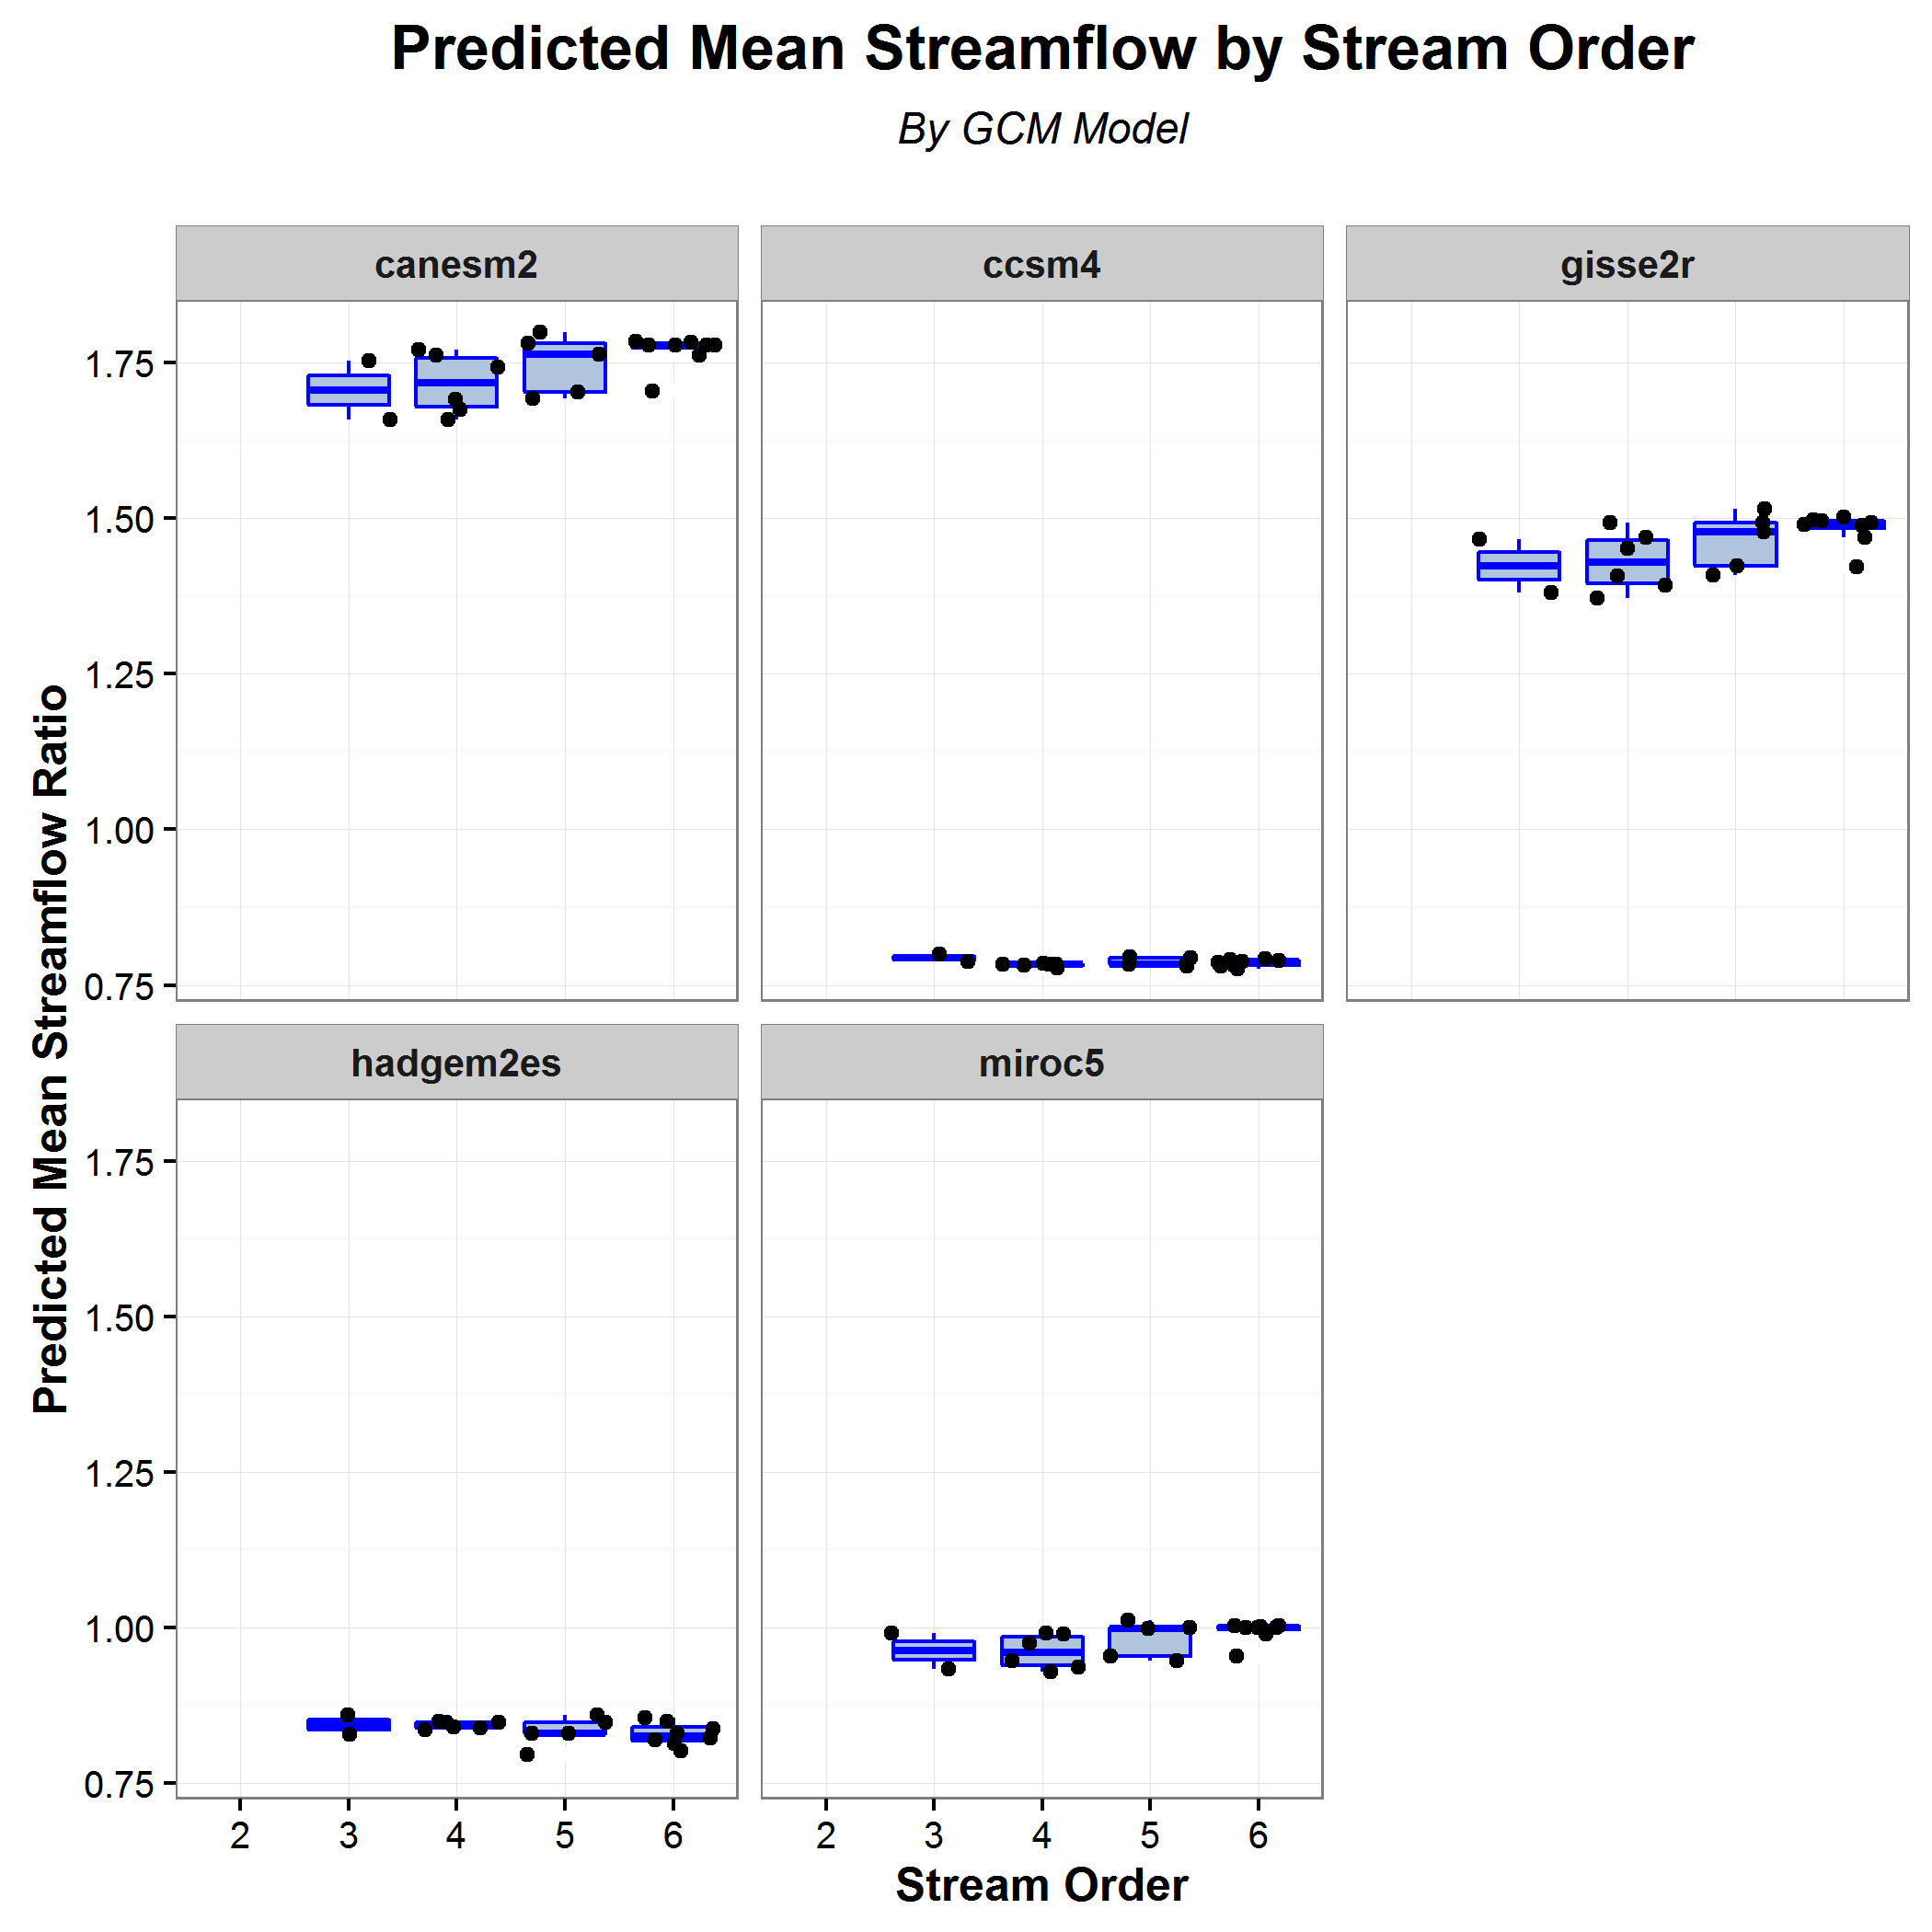 Predicted Mean Streamflow by Stream Order
By GCM Model
canesm2
ccsm4
gisse2r
1.75
1.50
1.25
1.00
0.75
Predicted Mean Streamflow Ratio
hadgem2es
miroc5
1.75
1.50
1.25
1.00
0.75
2 3 4 5 6
2 3 4 5 6
Stream Order